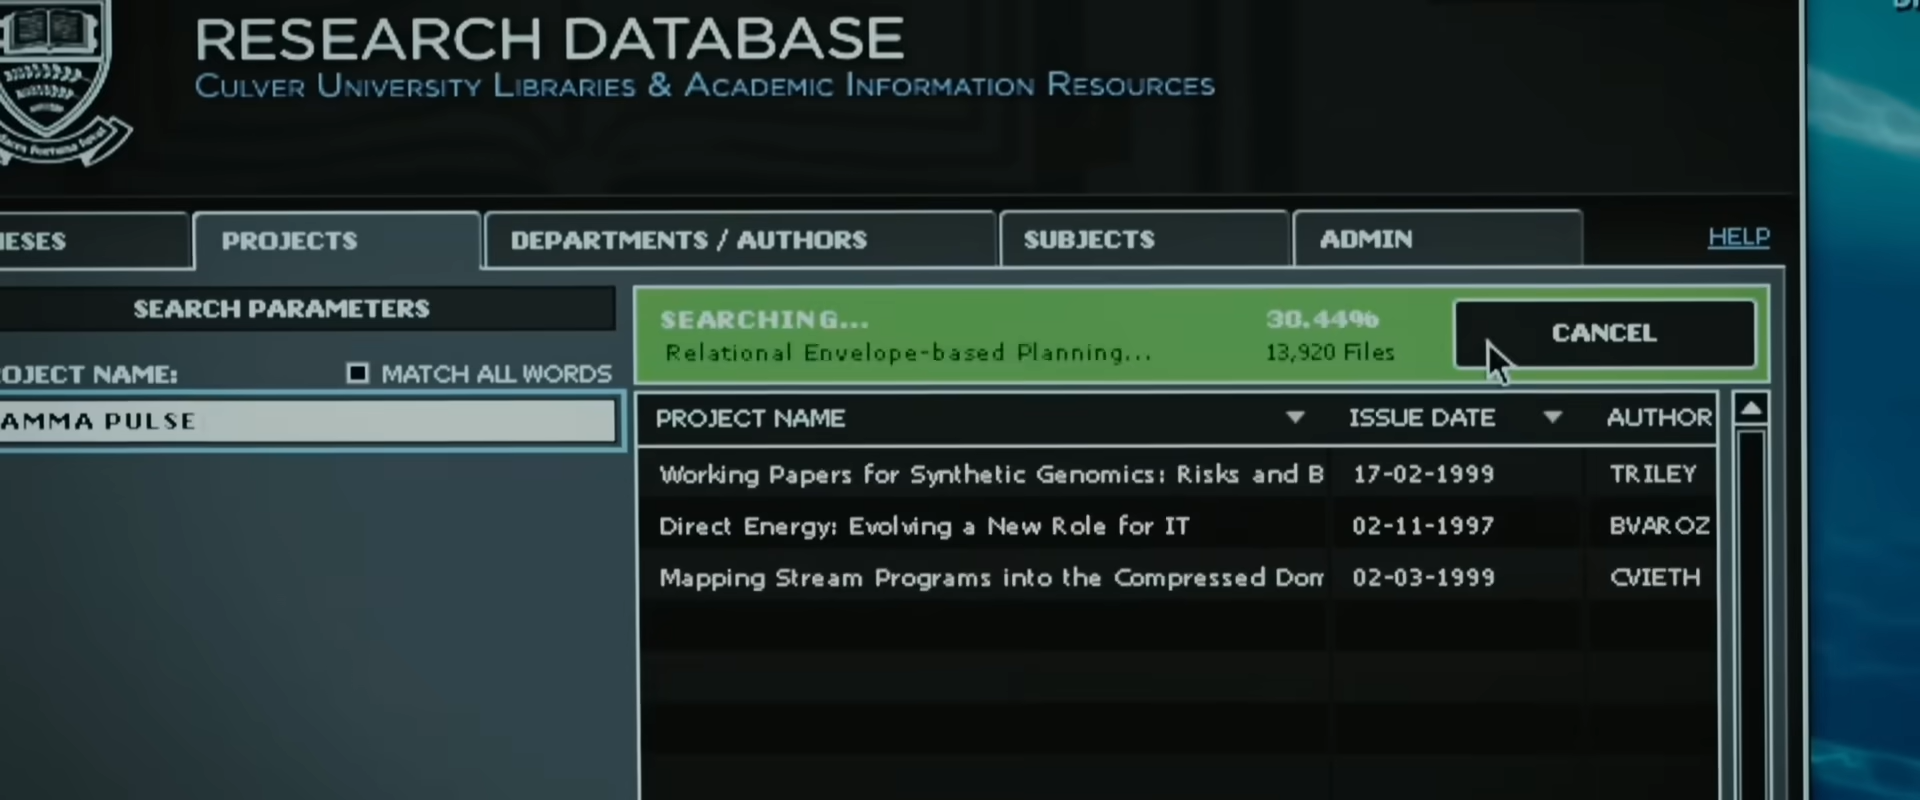 RESEARCH DATABASE
CULVER UNIVERSITY LIBRARIES & ACADEMIC INFORMATION RESOURCES
ESES
PROJECTS
DEPARTMENTS / AUTHORS
SUBJECTS
ADMIN
HELP
SEARCH PARAMETERS
OJECT NAME:
MATCH ALL WORDS
AMMA PULSE
SEARCHING... 30.44%
Relational Envelope-based Planning... 13,920 Files
CANCEL
PROJECT NAME ISSUE DATE AUTHOR
Working Papers for Synthetic Genomics: Risks and B 17-02-1999 TRILEY
Direct Energy: Evolving a New Role for IT 02-11-1997 BVAROZ
Mapping Stream Programs into the Compressed Dom 02-03-1999 CVIETH